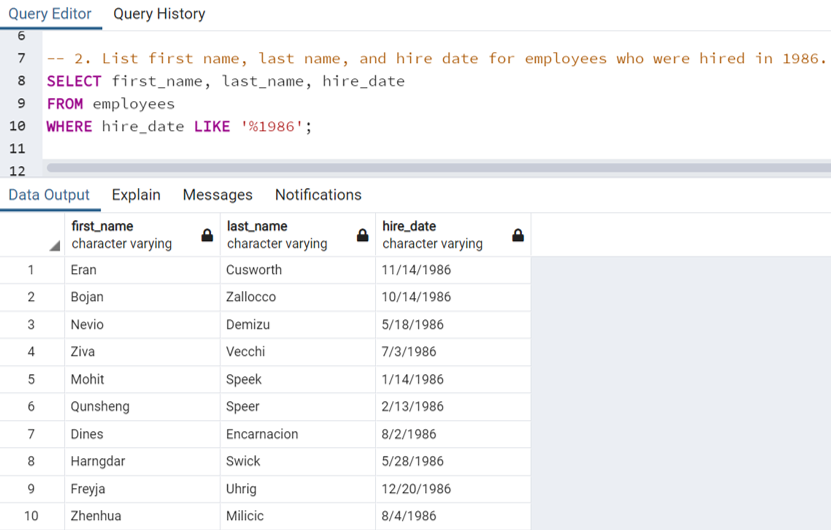 Query Editor Query History
6
7 -- 2. List first name, last name, and hire date for employees who were hired in 1986.
8 SELECT first_name, last_name, hire_date
9 FROM employees
10 WHERE hire_date LIKE '%1986';
11
12
Data Output Explain Messages Notifications
first_name last_name hire_date
character varying character varying character varying
1 Eran Cusworth 11/14/1986
2 Bojan Zallocco 10/14/1986
3 Nevio Demizu 5/18/1986
4 Ziva Vecchi 7/3/1986
5 Mohit Speek 1/14/1986
6 Qunsheng Speer 2/13/1986
7 Dines Encarnacion 8/2/1986
8 Harngdar Swick 5/28/1986
9 Freyja Uhrig 12/20/1986
10 Zhenhua Milicic 8/4/1986